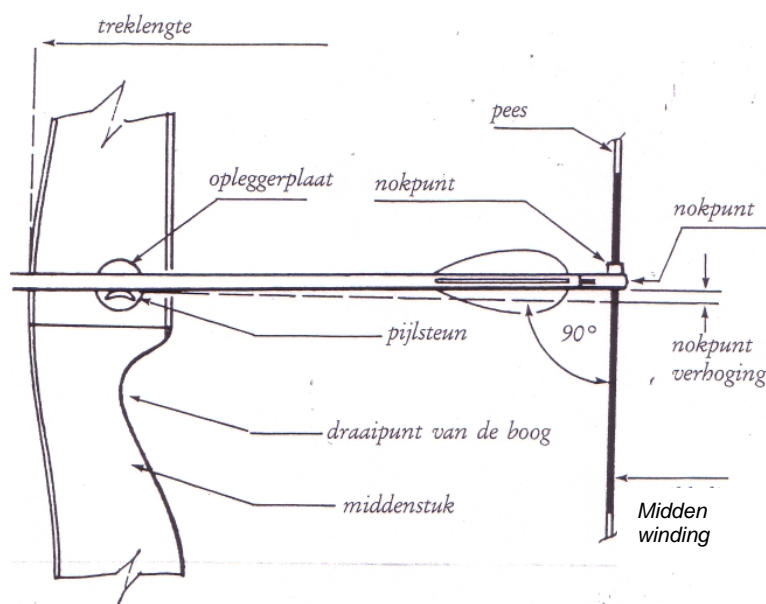 treklengte
pees
opleggerplaat
nokpunt
nokpunt
pijlsteun
90°
nokpunt
verhoging
draaipunt van de boog
middenstuk
Midden
winding